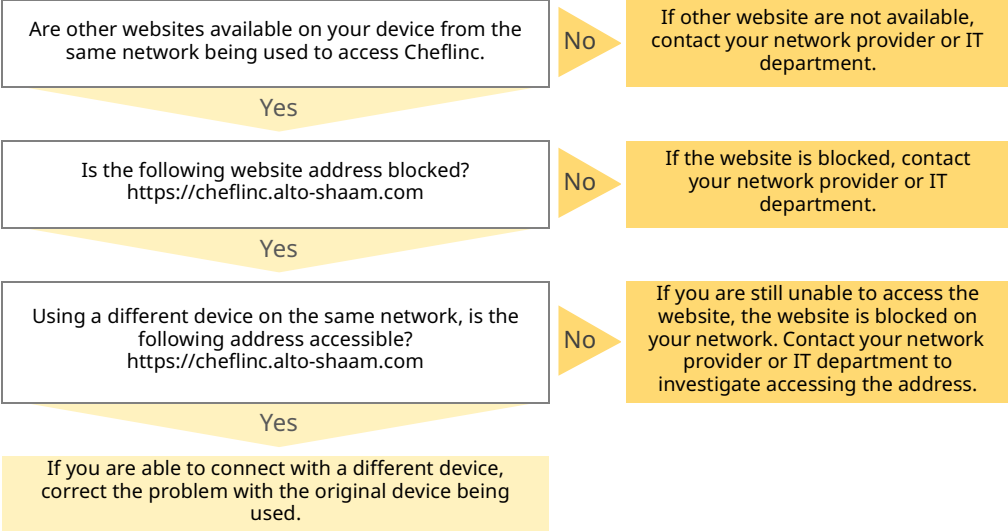 Are other websites available on your device from the
same network being used to access Cheflinc.
No
If other website are not available,
contact your network provider or IT
department.
Yes
Is the following website address blocked?
https://cheflinc.alto-shaam.com
No
If the website is blocked, contact
your network provider or IT
department.
Yes
Using a different device on the same network, is the
following address accessible?
https://cheflinc.alto-shaam.com
No
If you are still unable to access the
website, the website is blocked on
your network. Contact your network
provider or IT department to
investigate accessing the address.
Yes
If you are able to connect with a different device,
correct the problem with the original device being
used.